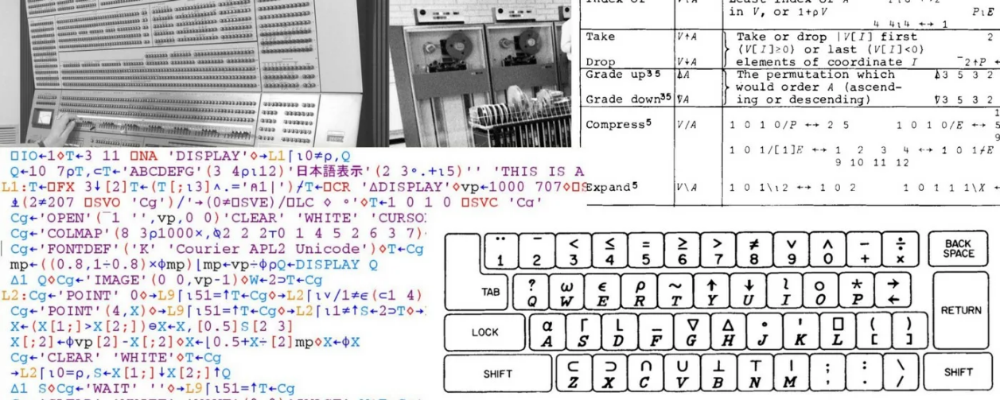 in V, or 1+ρV PιE
4 4ι4 ↔ 1
Take V↑A Take or drop |V[I] first 2
(V[I]≥0) or last (V[I]<0)
Drop V↓A elements of coordinate I ¯2↑P ←
Grade up³⁵ ⍋A The permutation which ⍋3 5 3 2
would order A (ascend-
Grade down³⁵ ⍒A ing or descending) ⍒3 5 3 2
1
Compress⁵ V/A 1 0 1 0/P ↔ 2 5 1 0 1 0/E ↔ 5
9
1 0 1/[1]E ↔ 1 2 3 4 ↔ 1 0 1⌿E
9 10 11 12
Expand⁵ V\A 1 0 1\ι2 ↔ 1 0 2 1 0 1 1 1\X ←
⎕IO←1◊T←3 11 ⎕NA 'DISPLAY'◊→L1⌈⍳0≠⍴,Q
Q←10 7⍴T,⊂T←'ABCDEFG'(3 4⍴⍳12)'日本語表示'(2 3∘.+⍳5)'' 'THIS IS A
L1:T←⎕FX 3↓[2]T←(T[;⍳3]∧.='⍝1|')⌿T←⎕CR '∆DISPLAY'◊vp←1000 707◊⎕S
⍎(2≠207 ⎕SVO 'Cg')/'→(0≠⎕SVE)/⎕LC ◊ ∘'◊T←1 0 1 0 ⎕SVC 'Cg'
Cg←'OPEN'(¯1 '',vp,0 0)'CLEAR' 'WHITE' 'CURSO
Cg←'COLMAP'(8 3⍴1000×,⍉2 2 2⊤0 1 4 5 2 6 3 7)
Cg←'FONTDEF'('K' 'Courier APL2 Unicode')◊T←Cg
mp←((0.8,1÷0.8)×⌽mp)⌊mp←vp÷⌽⍴Q←DISPLAY Q
∆1 Q◊Cg←'IMAGE'(0 0,vp-1)◊W←2⊃T←Cg
L2:Cg←'POINT' 0◊→L9⌈⍳51=↑T←Cg◊→L2⌈⍳∨/1≠∊(⊂1 4)
Cg←'POINT'(4,X)◊→L9⌈⍳51=↑T←Cg◊→L2⌈⍳1≠↑S←2⊃T◊→
X←(X[1;]>X[2;])⊖X←X,[0.5]S[2 3]
X[;2]←⌽vp[2]-X[;2]◊X←⌊0.5+X÷[2]mp◊X←⌽X
Cg←'CLEAR' 'WHITE'◊T←Cg
→L2⌈⍳0=⍴,S←X[1;]↓X[2;]↑Q
∆1 S◊Cg←'WAIT' ''◊→L9⌈⍳51=↑T←Cg
¨ ¯ < ≤ = ≥ > ≠ ∨ ∧ - ÷
1 2 3 4 5 6 7 8 9 0 + × BACK SPACE
TAB ? ω ∊ ρ ~ ↑ ↓ ι ○ * →
Q W E R T Y U I O P ←
RETURN
LOCK α ⌈ ⌊ _ ∇ ∆ ∘ ' ⎕ ( )
A S D F G H J K L [ ]
SHIFT ⊂ ⊃ ∩ ∪ ⊥ ⊤ | ; : \ SHIFT
Z X C V B N M , . /